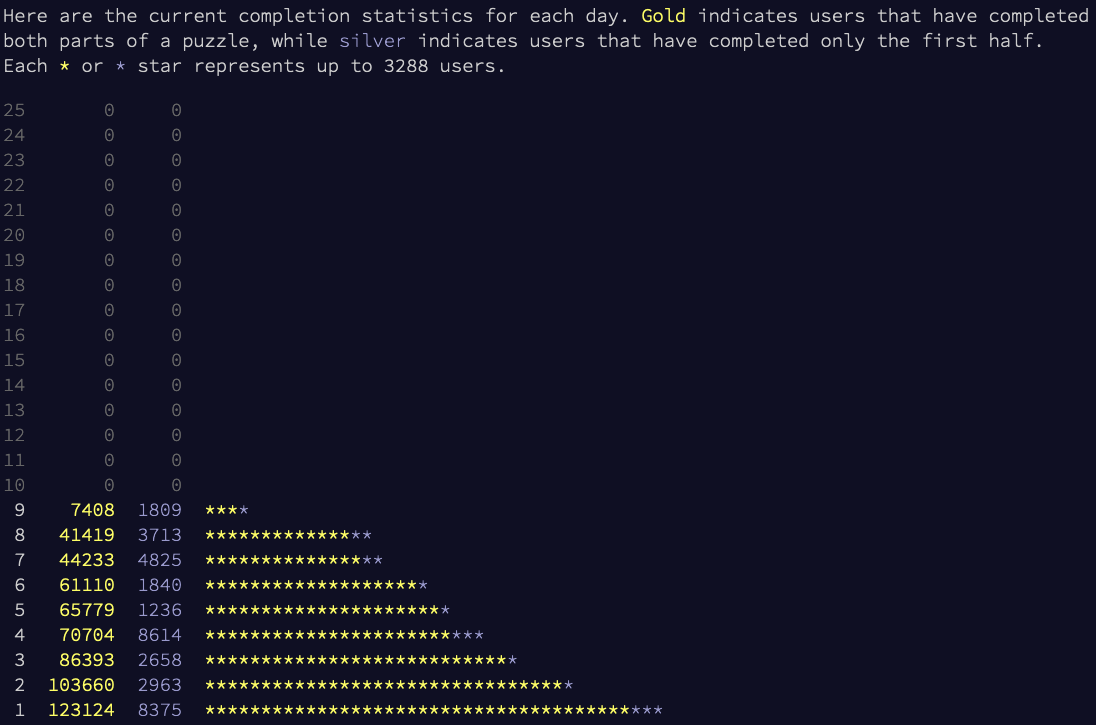 Here are the current completion statistics for each day. Gold indicates users that have completed
both parts of a puzzle, while silver indicates users that have completed only the first half.
Each * or * star represents up to 3288 users.
25 0 0
24 0 0
23 0 0
22 0 0
21 0 0
20 0 0
19 0 0
18 0 0
17 0 0
16 0 0
15 0 0
14 0 0
13 0 0
12 0 0
11 0 0
10 0 0
9 7408 1809 ****
8 41419 3713 ***************
7 44233 4825 ****************
6 61110 1840 ********************
5 65779 1236 **********************
4 70704 8614 *************************
3 86393 2658 ****************************
2 103660 2963 *********************************
1 123124 8375 *****************************************